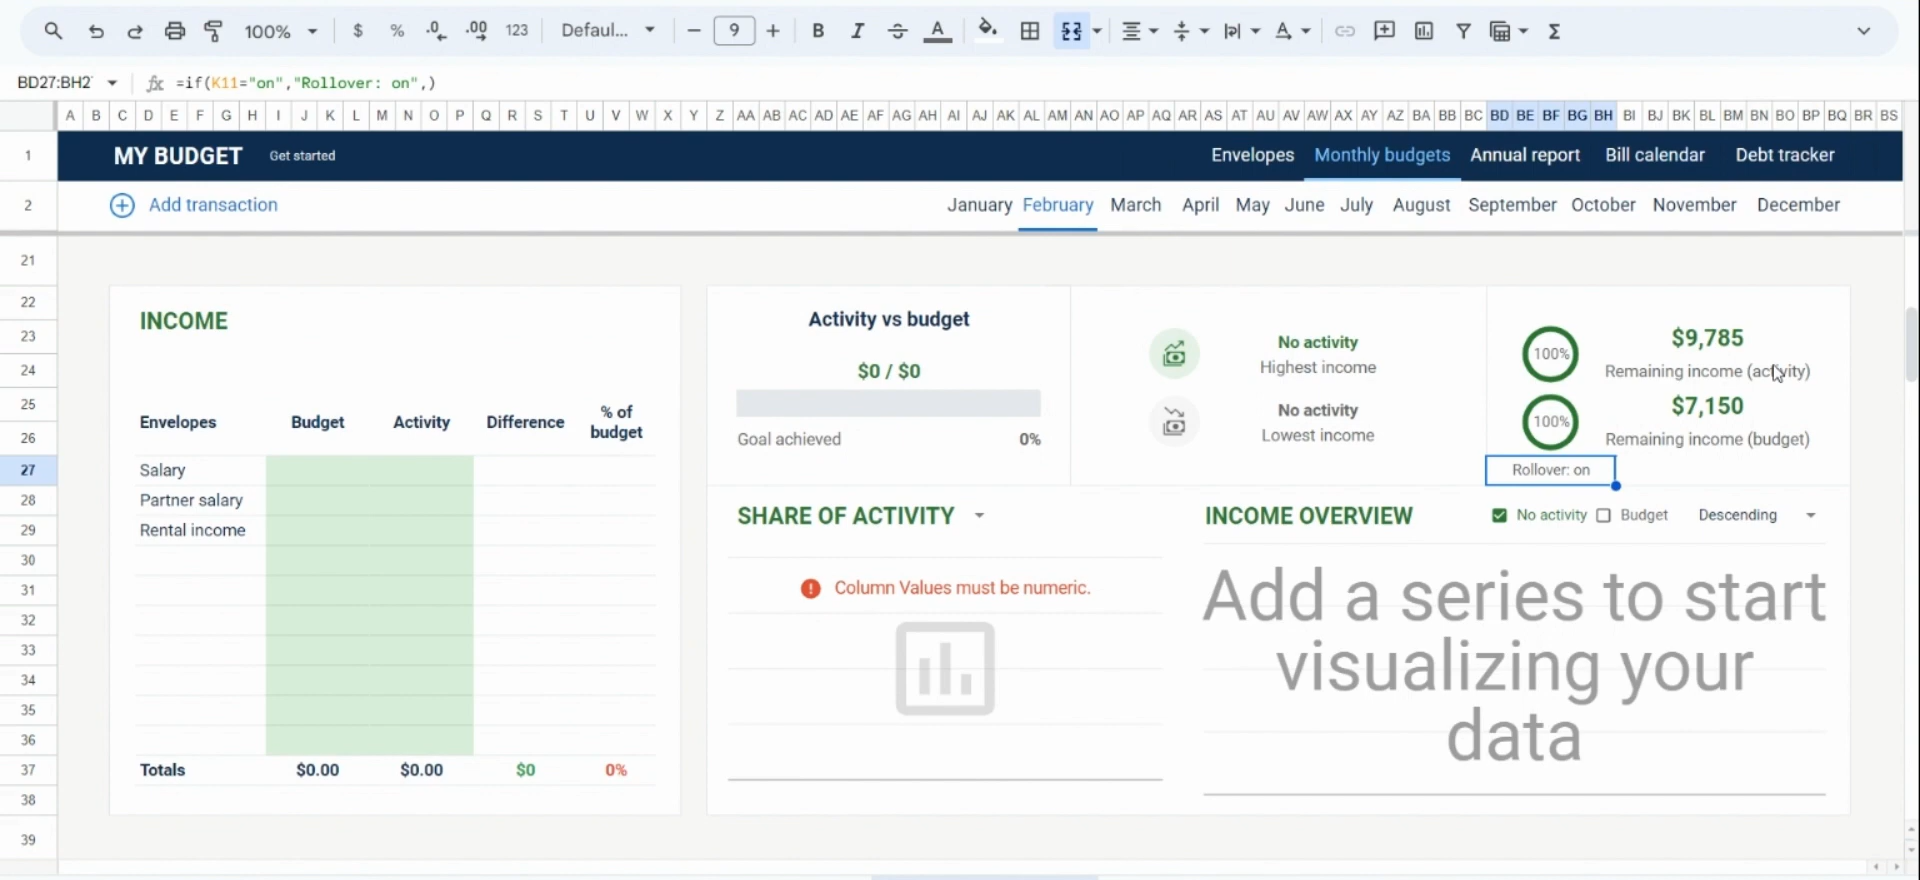 100%
$
%
.0
.00
123
Defaul...
9
B
I
A
A
Σ
BD27:BH2
fx
=if(K11="on","Rollover: on",)
A B C D E F G H I J K L M N O P Q R S T U V W X Y Z AA AB AC AD AE AF AG AH AI AJ AK AL AM AN AO AP AQ AR AS AT AU AV AW AX AY AZ BA BB BC BD BE BF BG BH BI BJ BK BL BM BN BO BP BQ BR BS
1
MY BUDGET
Get started
Envelopes
Monthly budgets
Annual report
Bill calendar
Debt tracker
2
Add transaction
January
February
March
April
May
June
July
August
September
October
November
December
21
22
23
24
25
26
27
28
29
30
31
32
33
34
35
36
37
38
39
INCOME
Envelopes
Budget
Activity
Difference
% of
budget
Salary
Partner salary
Rental income
Totals
$0.00
$0.00
$0
0%
Activity vs budget
$0 / $0
Goal achieved
0%
No activity
Highest income
No activity
Lowest income
100%
$9,785
Remaining income (activity)
100%
$7,150
Remaining income (budget)
Rollover: on
SHARE OF ACTIVITY
Column Values must be numeric.
INCOME OVERVIEW
No activity
Budget
Descending
Add a series to start
visualizing your
data